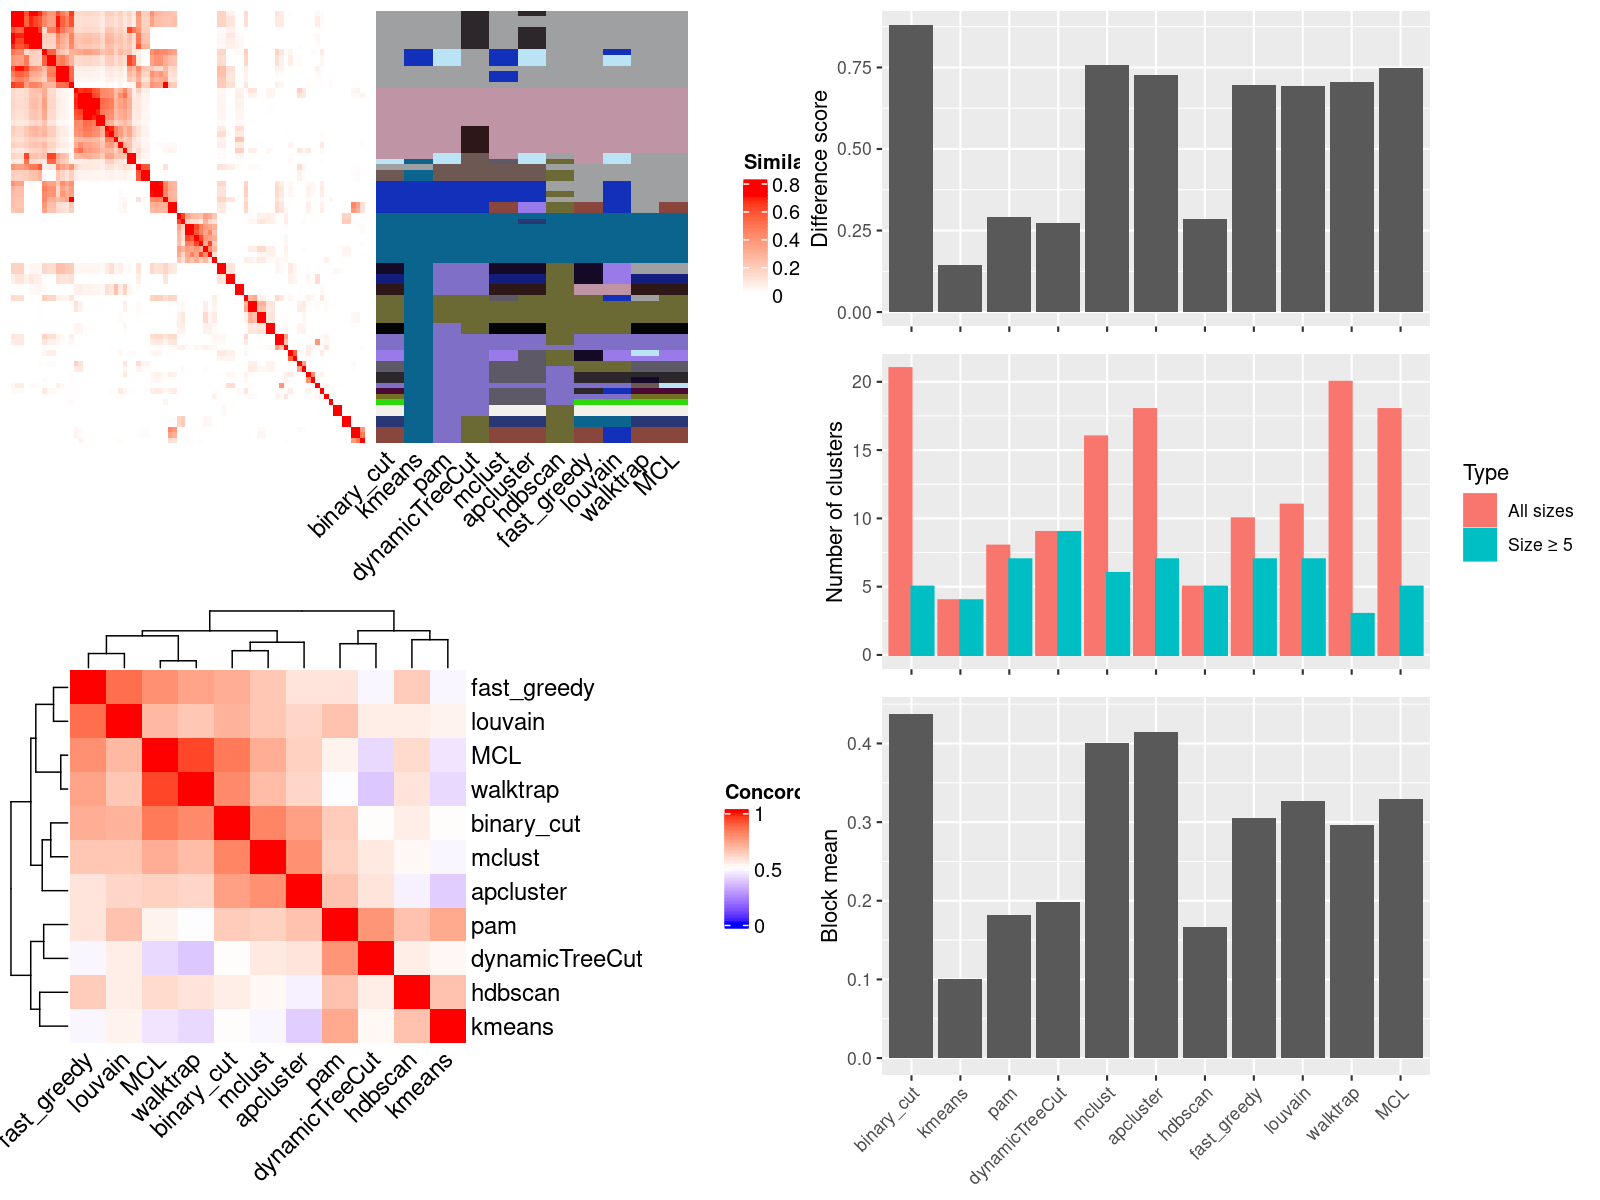 Simila
0.8
0.6
0.4
0.2
0
binary_cut
kmeans
pam
dynamicTreeCut
mclust
apcluster
hdbscan
fast_greedy
louvain
walktrap
MCL
fast_greedy
louvain
MCL
walktrap
binary_cut
mclust
apcluster
pam
dynamicTreeCut
hdbscan
kmeans
fast_greedy
louvain
MCL
walktrap
binary_cut
mclust
apcluster
pam
dynamicTreeCut
hdbscan
kmeans
Concord
1
0.5
0
Difference score
0.75
0.50
0.25
0.00
Number of clusters
20
15
10
5
0
Type
All sizes
Size ≥ 5
Block mean
0.4
0.3
0.2
0.1
0.0
binary_cut
kmeans
pam
dynamicTreeCut
mclust
apcluster
hdbscan
fast_greedy
louvain
walktrap
MCL